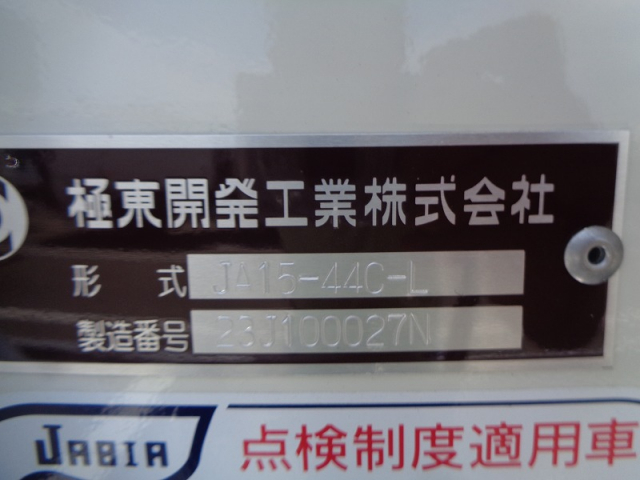 極東開発工業株式会社
形式 JA15-44C-L
製造番号 23J100027N
JABIA 点検制度適用車